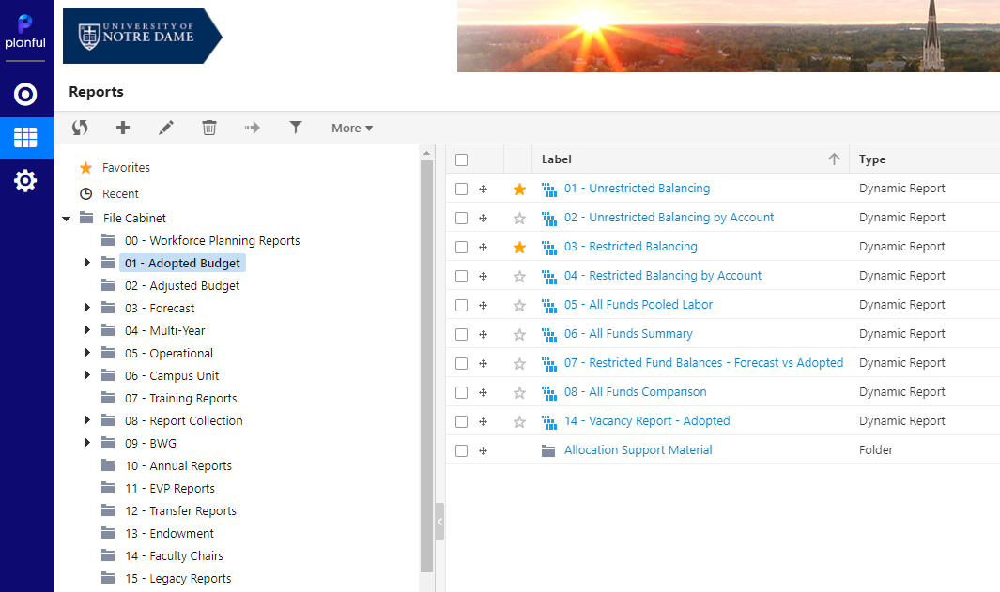 planful
UNIVERSITY OF
NOTRE DAME
Reports
More
Favorites
Recent
File Cabinet
00 - Workforce Planning Reports
01 - Adopted Budget
02 - Adjusted Budget
03 - Forecast
04 - Multi-Year
05 - Operational
06 - Campus Unit
07 - Training Reports
08 - Report Collection
09 - BWG
10 - Annual Reports
11 - EVP Reports
12 - Transfer Reports
13 - Endowment
14 - Faculty Chairs
15 - Legacy Reports
Label Type
01 - Unrestricted Balancing Dynamic Report
02 - Unrestricted Balancing by Account Dynamic Report
03 - Restricted Balancing Dynamic Report
04 - Restricted Balancing by Account Dynamic Report
05 - All Funds Pooled Labor Dynamic Report
06 - All Funds Summary Dynamic Report
07 - Restricted Fund Balances - Forecast vs Adopted Dynamic Report
08 - All Funds Comparison Dynamic Report
14 - Vacancy Report - Adopted Dynamic Report
Allocation Support Material Folder